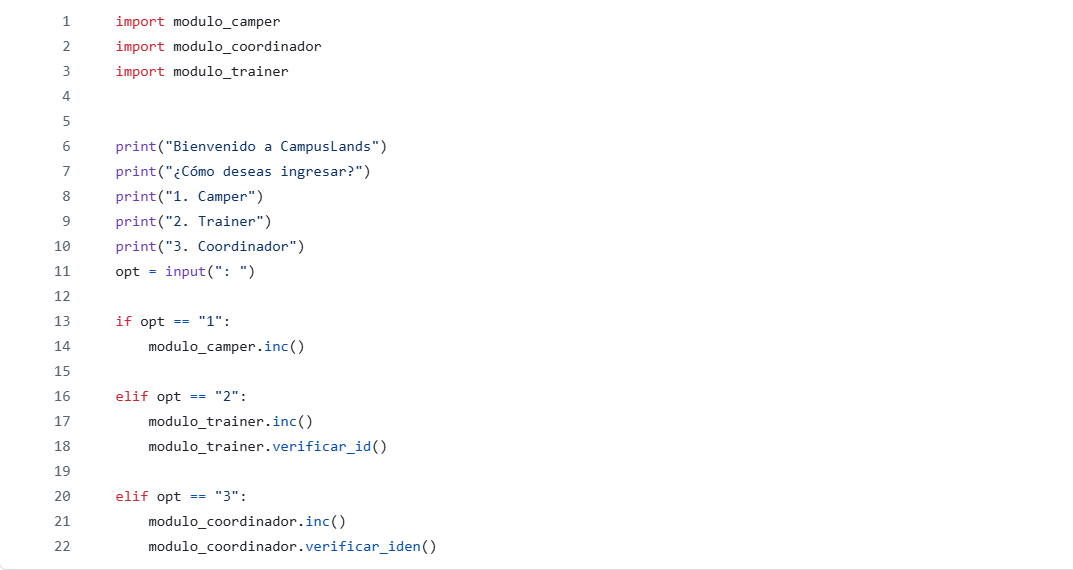 1 import modulo_camper
2 import modulo_coordinador
3 import modulo_trainer
4
5
6 print("Bienvenido a CampusLands")
7 print("¿Cómo deseas ingresar?")
8 print("1. Camper")
9 print("2. Trainer")
10 print("3. Coordinador")
11 opt = input(": ")
12
13 if opt == "1":
14     modulo_camper.inc()
15
16 elif opt == "2":
17     modulo_trainer.inc()
18     modulo_trainer.verificar_id()
19
20 elif opt == "3":
21     modulo_coordinador.inc()
22     modulo_coordinador.verificar_iden()